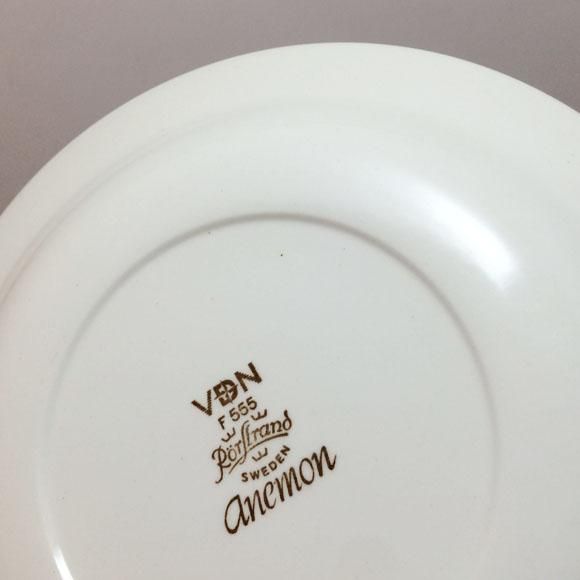 VDN
F 555
Rörstrand
SWEDEN
anemon